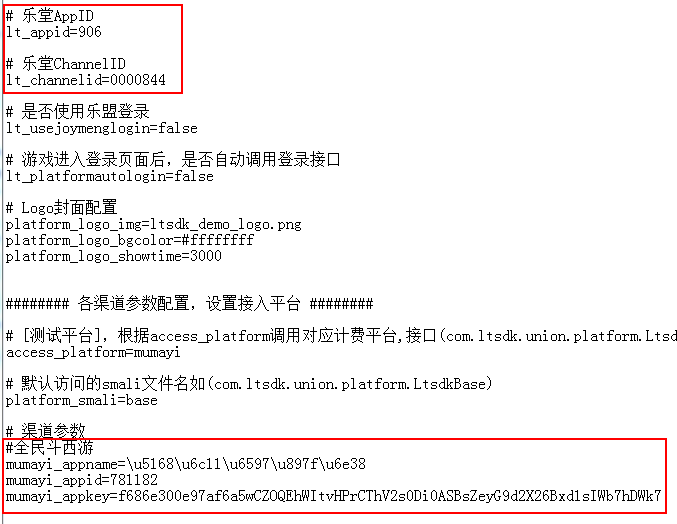 # 乐堂AppID
lt_appid=906
# 乐堂ChannelID
lt_channelid=0000844
# 是否使用乐盟登录
lt_usejoymenglogin=false
# 游戏进入登录页面后，是否自动调用登录接口
lt_platformautologin=false
# Logo封面配置
platform_logo_img=ltsdk_demo_logo.png
platform_logo_bgcolor=#ffffffff
platform_logo_showtime=3000
######## 各渠道参数配置，设置接入平台 ########
# [测试平台]，根据access_platform调用对应计费平台,接口(com.ltsdk.union.platform.Ltsd
access_platform=mumayi
# 默认访问的smali文件名如(com.ltsdk.union.platform.LtsdkBase)
platform_smali=base
# 渠道参数
#全民斗西游
mumayi_appname=\u5168\u6c11\u6597\u897f\u6e38
mumayi_appid=781182
mumayi_appkey=f686e300e97af6a5wCZOQEhWItvHPrCThV2s0Di0ASBsZeyG9d2X26Bxd1sIWb7hDWk7